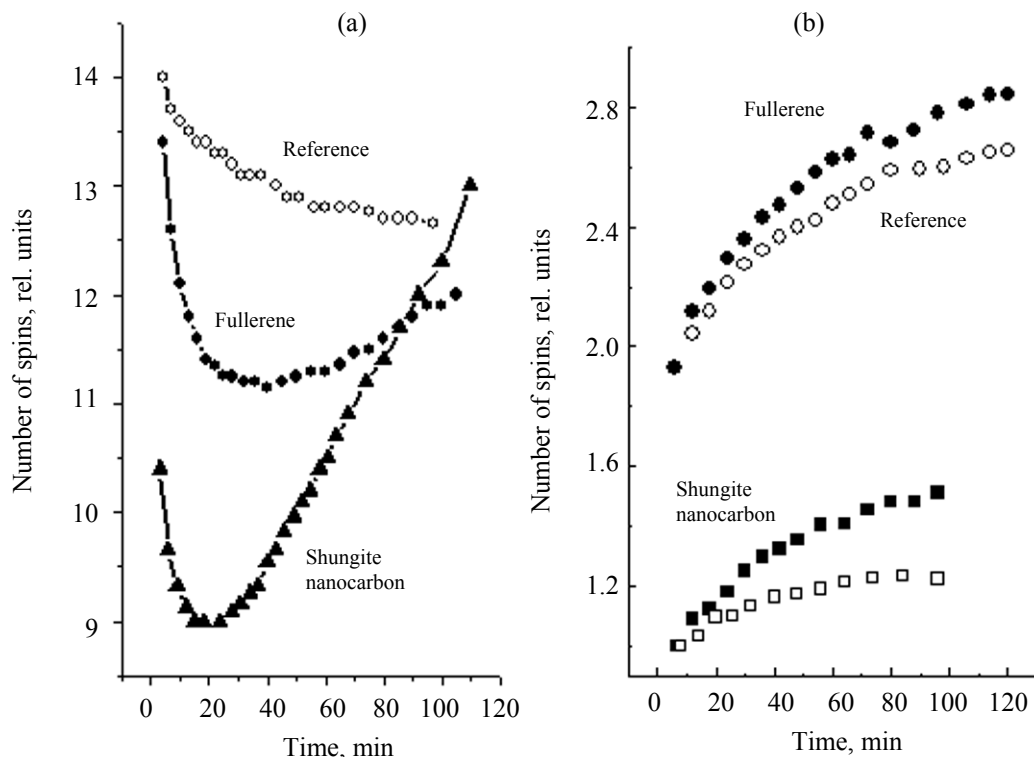 (a)
Number of spins, rel. units
14
13
12
11
10
9
Reference
Fullerene
Shungite
nanocarbon
0 20 40 60 80 100 120
Time, min
(b)
Number of spins, rel. units
2.8
2.4
2.0
1.6
1.2
Fullerene
Reference
Shungite
nanocarbon
0 20 40 60 80 100 120
Time, min